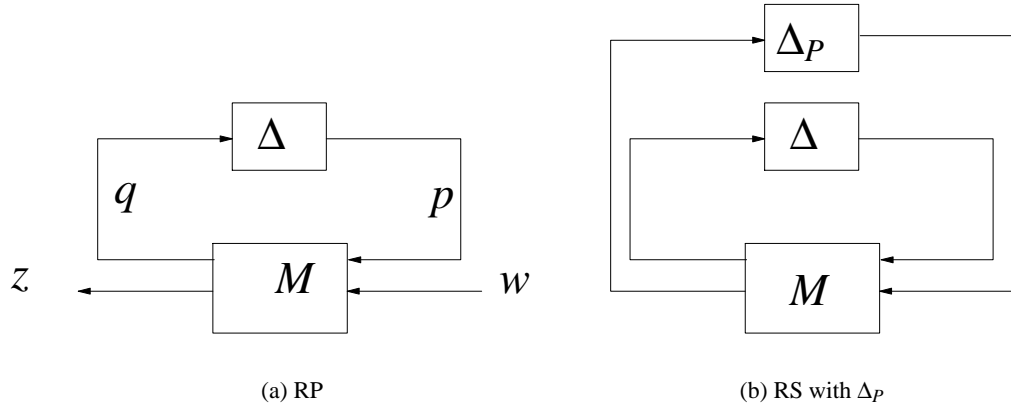 Δ
q
p
z
M
w
(a) RP
Δ_P
Δ
M
(b) RS with Δ_P